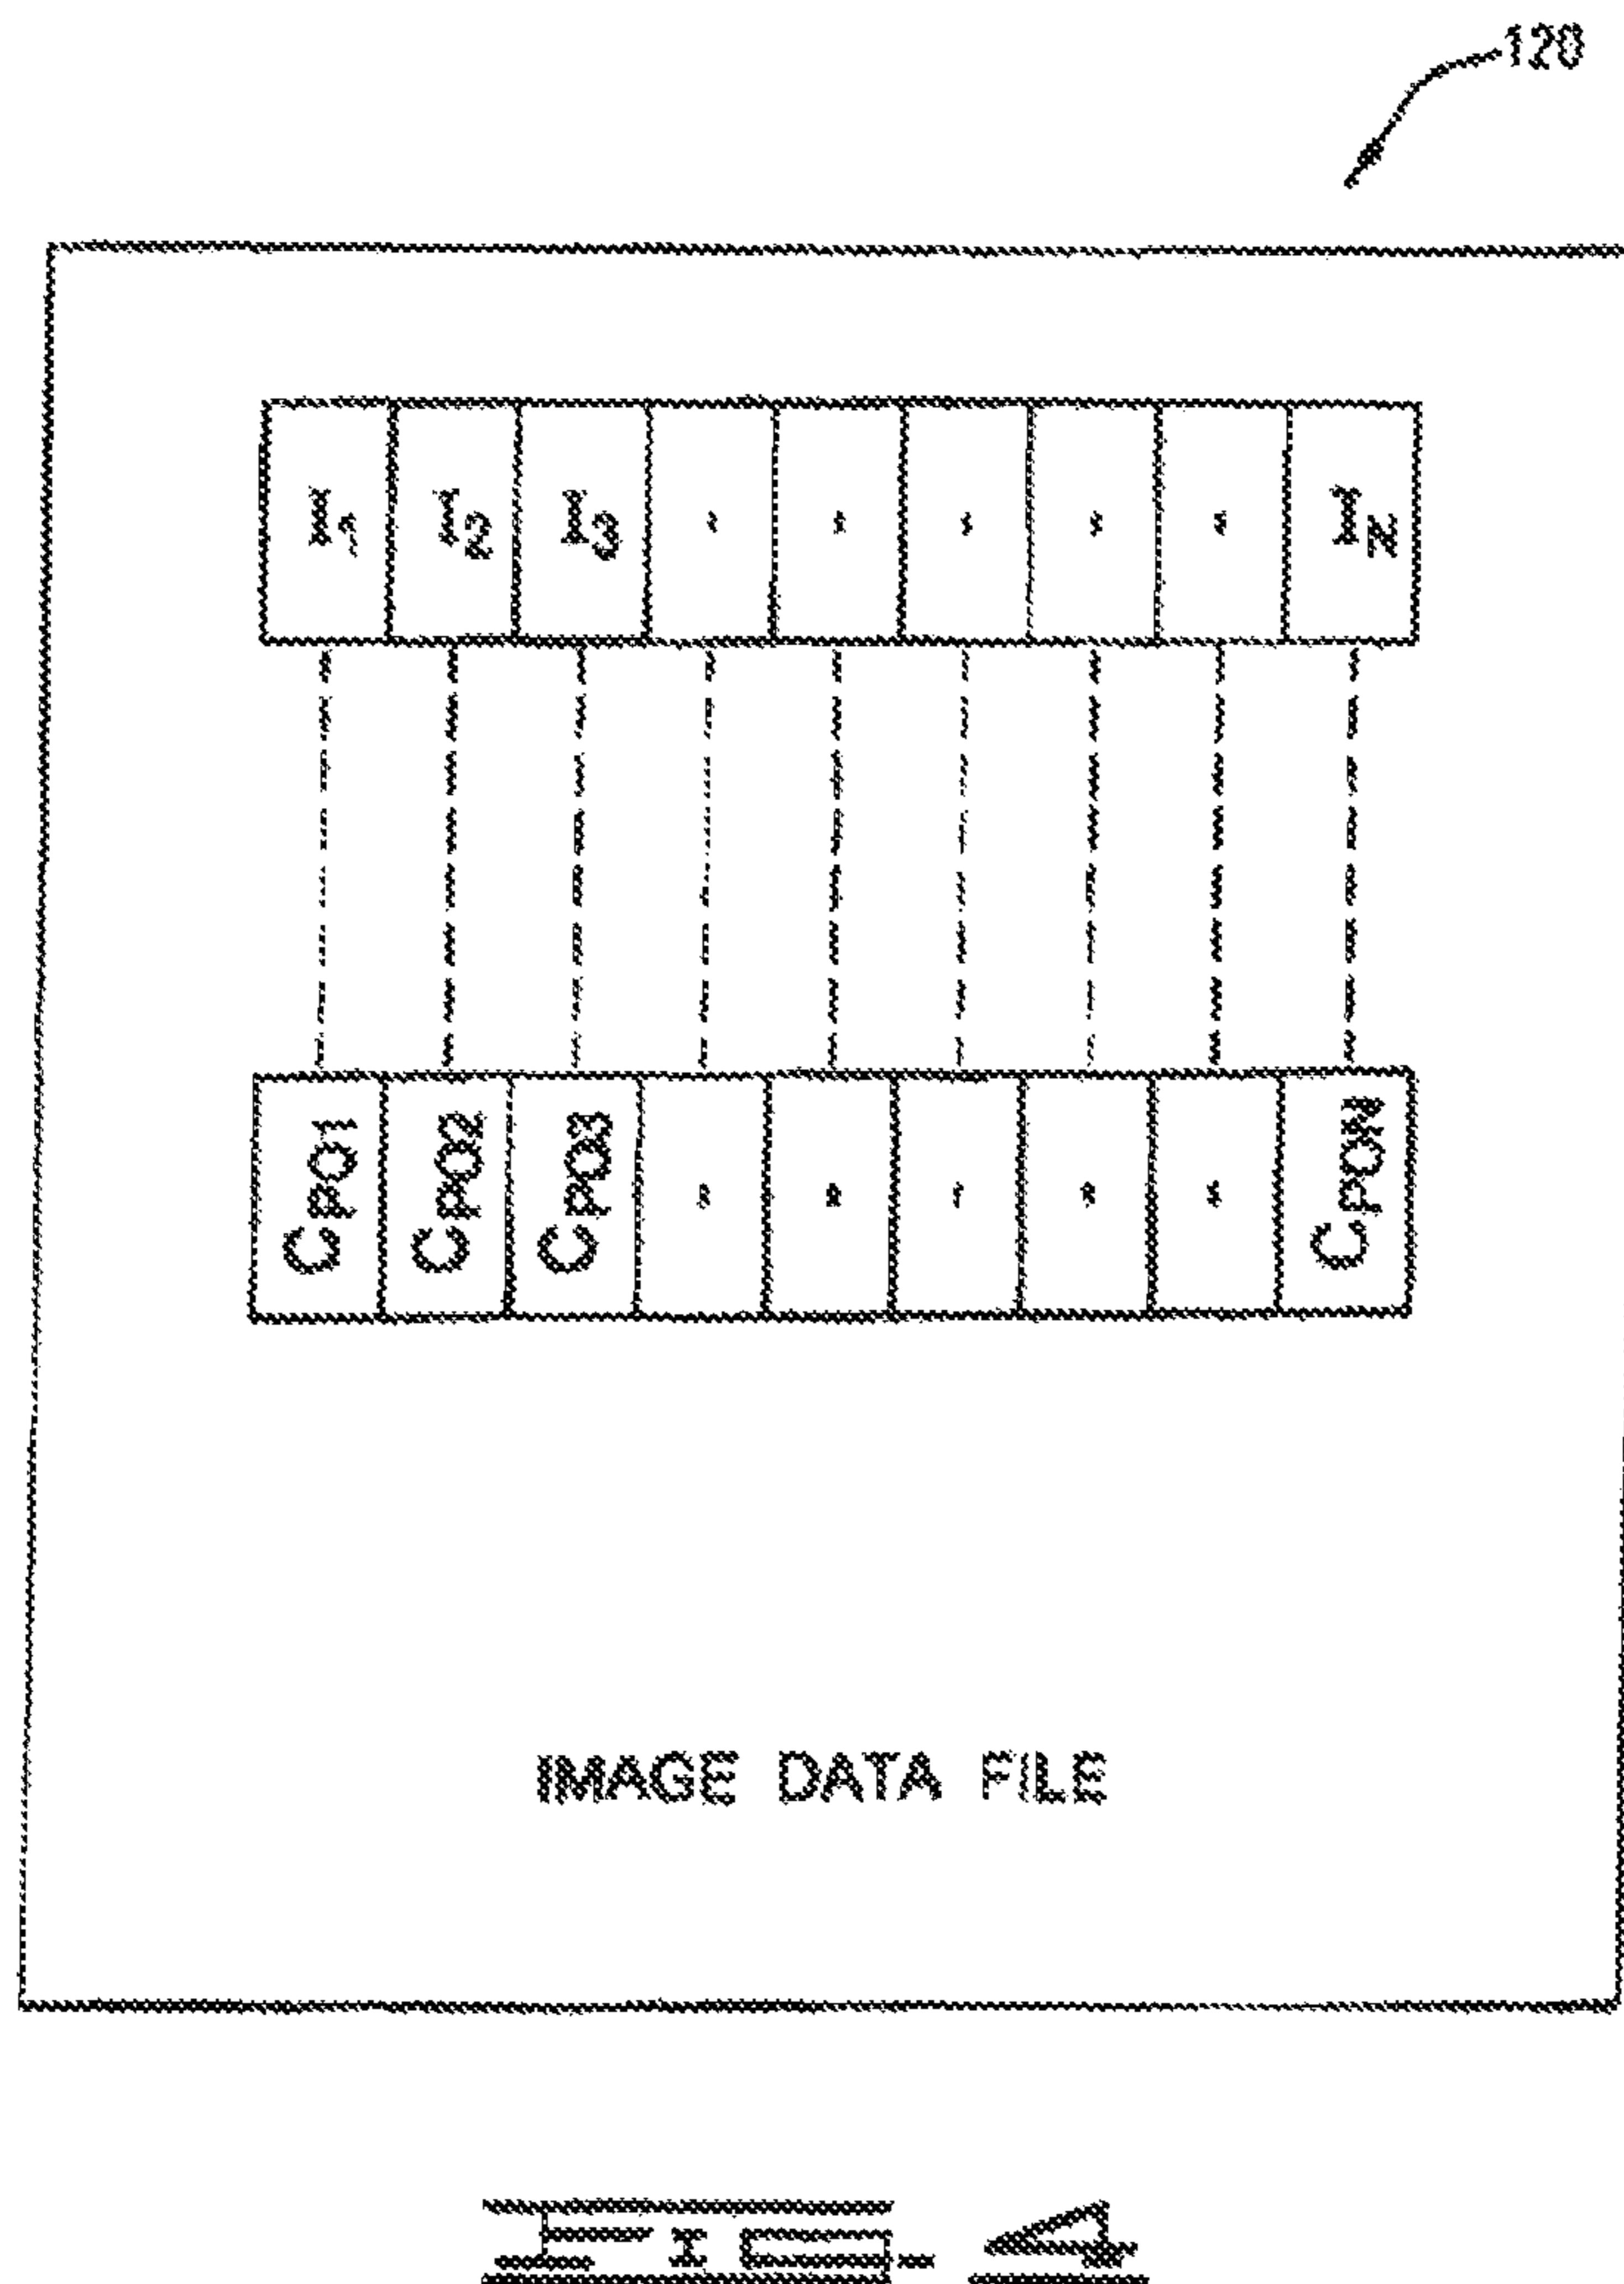 120
I1 I2 I3 . . . . . IN
CPO1 CPO2 CPO3 . . . . . CPON
IMAGE DATA FILE
FIG. 4